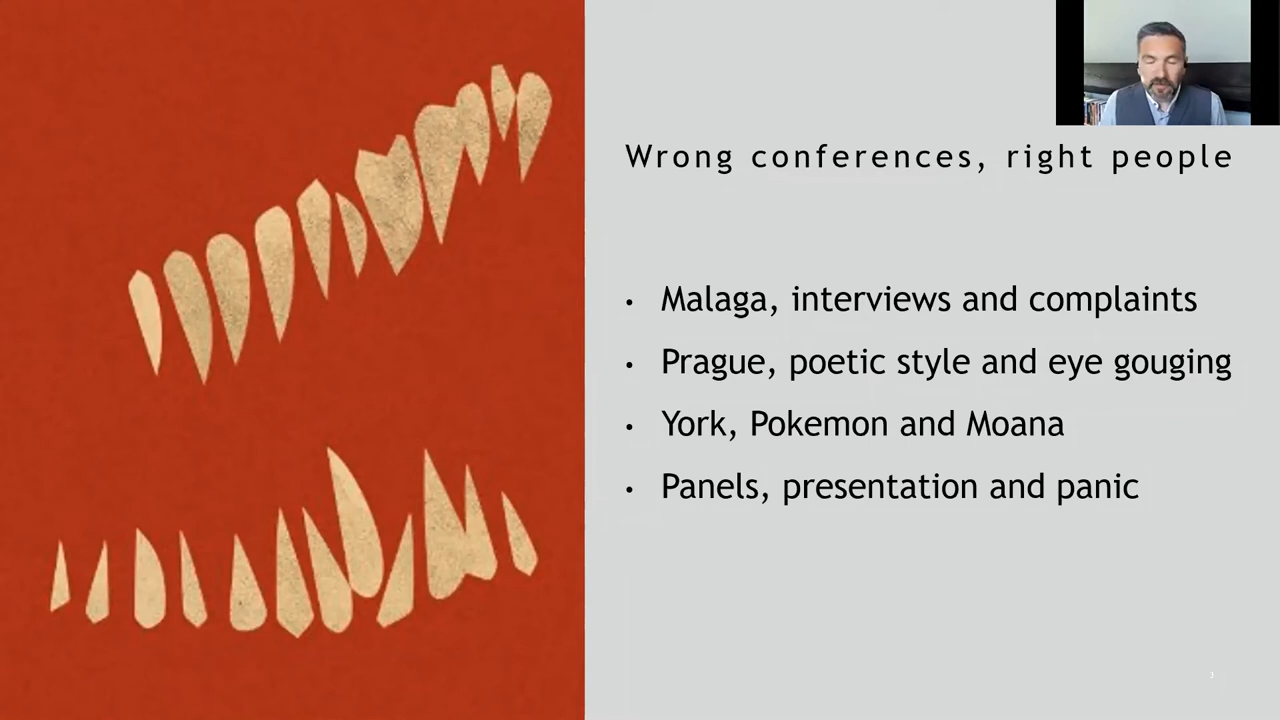 Wrong conferences, right people
• Malaga, interviews and complaints
• Prague, poetic style and eye gouging
• York, Pokemon and Moana
• Panels, presentation and panic
3